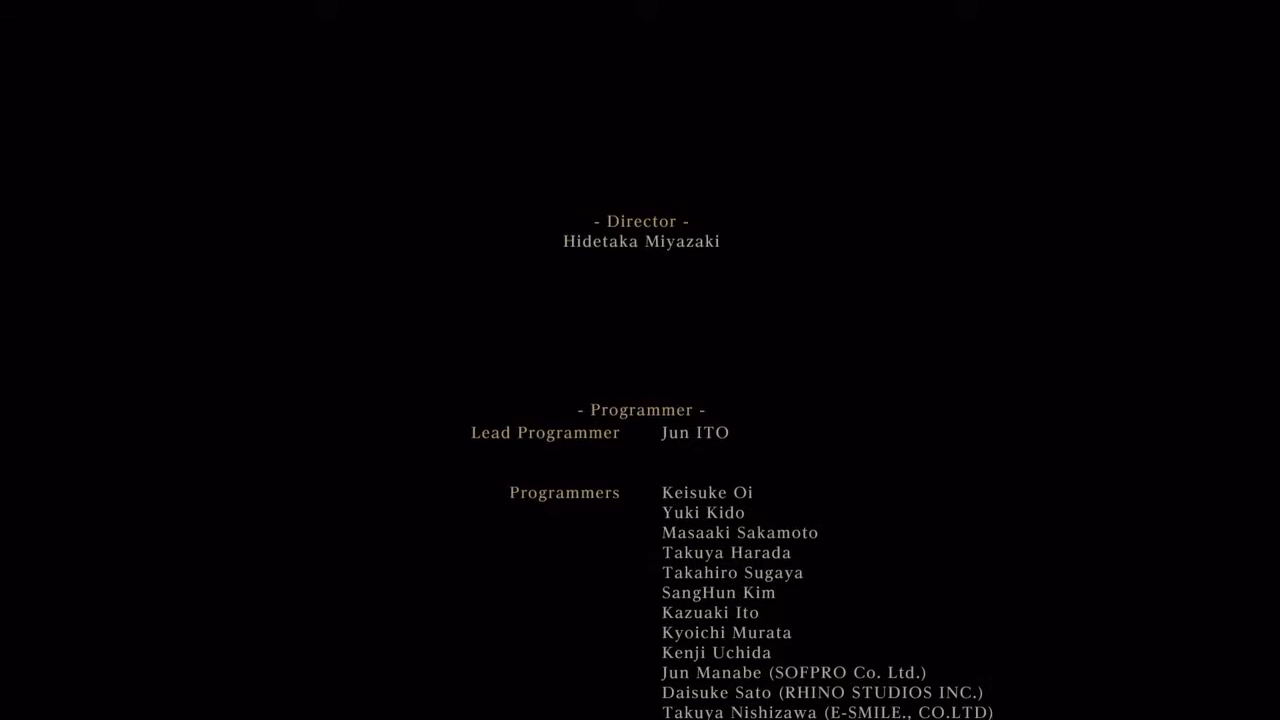 - Director -
Hidetaka Miyazaki
- Programmer -
Lead Programmer Jun ITO
Programmers Keisuke Oi
Yuki Kido
Masaaki Sakamoto
Takuya Harada
Takahiro Sugaya
SangHun Kim
Kazuaki Ito
Kyoichi Murata
Kenji Uchida
Jun Manabe (SOFPRO Co. Ltd.)
Daisuke Sato (RHINO STUDIOS INC.)
Takuya Nishizawa (E-SMILE., CO.LTD)